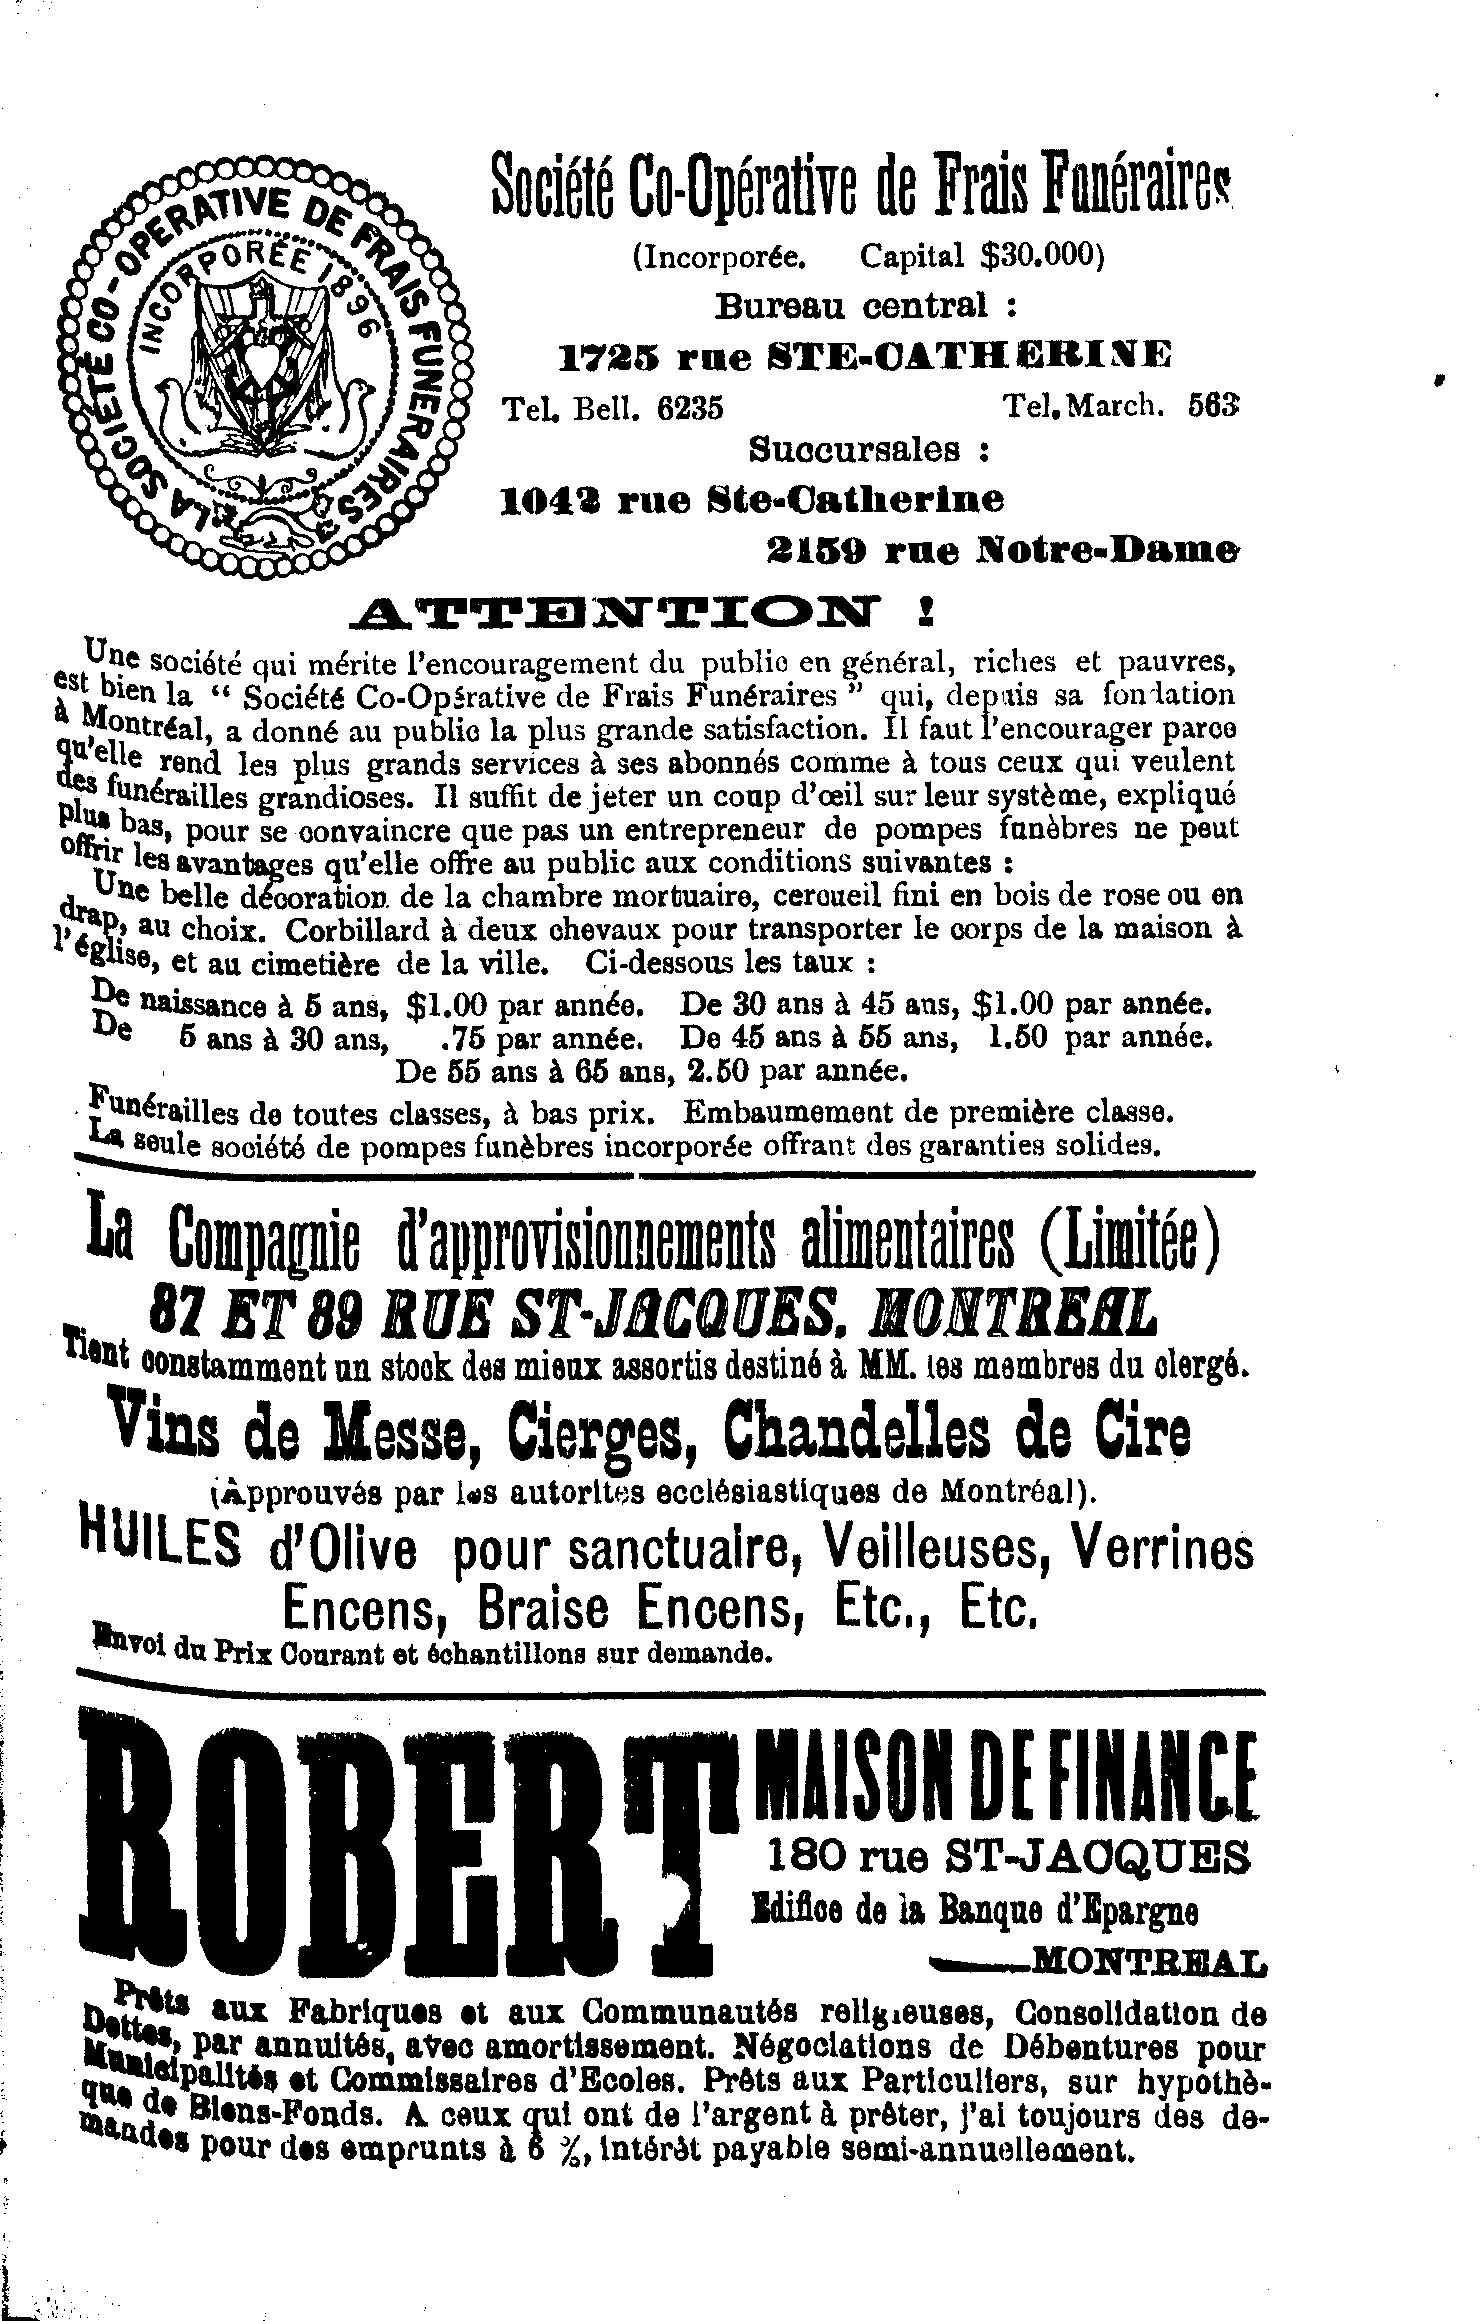 LA SOCIÉTÉ CO-OPERATIVE DE FRAIS FUNERAIRES
INCORPORÉE 1896
Société Co-Opérative de Frais Funéraires
(Incorporée. Capital $30.000)
Bureau central :
1725 rue STE-CATHERINE
Tel. Bell. 6235 Tel. March. 563
Succursales :
1042 rue Ste-Catherine
2159 rue Notre-Dame
ATTENTION !
Une société qui mérite l'encouragement du public en général, riches et pauvres,
est bien la “ Société Co-Opérative de Frais Funéraires ” qui, depuis sa fondation
à Montréal, a donné au public la plus grande satisfaction. Il faut l'encourager parce
qu'elle rend les plus grands services à ses abonnés comme à tous ceux qui veulent
des funérailles grandioses. Il suffit de jeter un coup d'œil sur leur système, expliqué
plus bas, pour se convaincre que pas un entrepreneur de pompes funèbres ne peut
offrir les avantages qu'elle offre au public aux conditions suivantes :
Une belle décoration de la chambre mortuaire, cercueil fini en bois de rose ou en
drap, au choix. Corbillard à deux chevaux pour transporter le corps de la maison à
l'église, et au cimetière de la ville. Ci-dessous les taux :
De naissance à 5 ans, $1.00 par année. De 30 ans à 45 ans, $1.00 par année.
De 5 ans à 30 ans, .75 par année. De 45 ans à 55 ans, 1.50 par année.
De 55 ans à 65 ans, 2.50 par année.
Funérailles de toutes classes, à bas prix. Embaumement de première classe.
La seule société de pompes funèbres incorporée offrant des garanties solides.
La Compagnie d'approvisionnements alimentaires (Limitée)
87 ET 89 RUE ST-JACQUES. MONTREAL
Tient constamment un stock des mieux assortis destiné à MM. les membres du clergé.
Vins de Messe, Cierges, Chandelles de Cire
(Approuvés par les autorités ecclésiastiques de Montréal).
HUILES d'Olive pour sanctuaire, Veilleuses, Verrines
Encens, Braise Encens, Etc., Etc.
Envoi du Prix Courant et échantillons sur demande.
ROBERT MAISON DE FINANCE
180 rue ST-JACQUES
Edifice de la Banque d'Epargne
MONTREAL
Prêts aux Fabriques et aux Communautés religieuses, Consolidation de
Dettes, par annuités, avec amortissement. Négociations de Débentures pour
Municipalités et Commissaires d'Ecoles. Prêts aux Particuliers, sur hypothè-
que de Biens-Fonds. A ceux qui ont de l'argent à prêter, j'ai toujours des de-
mandes pour des emprunts à 6 %, intérêt payable semi-annuellement.